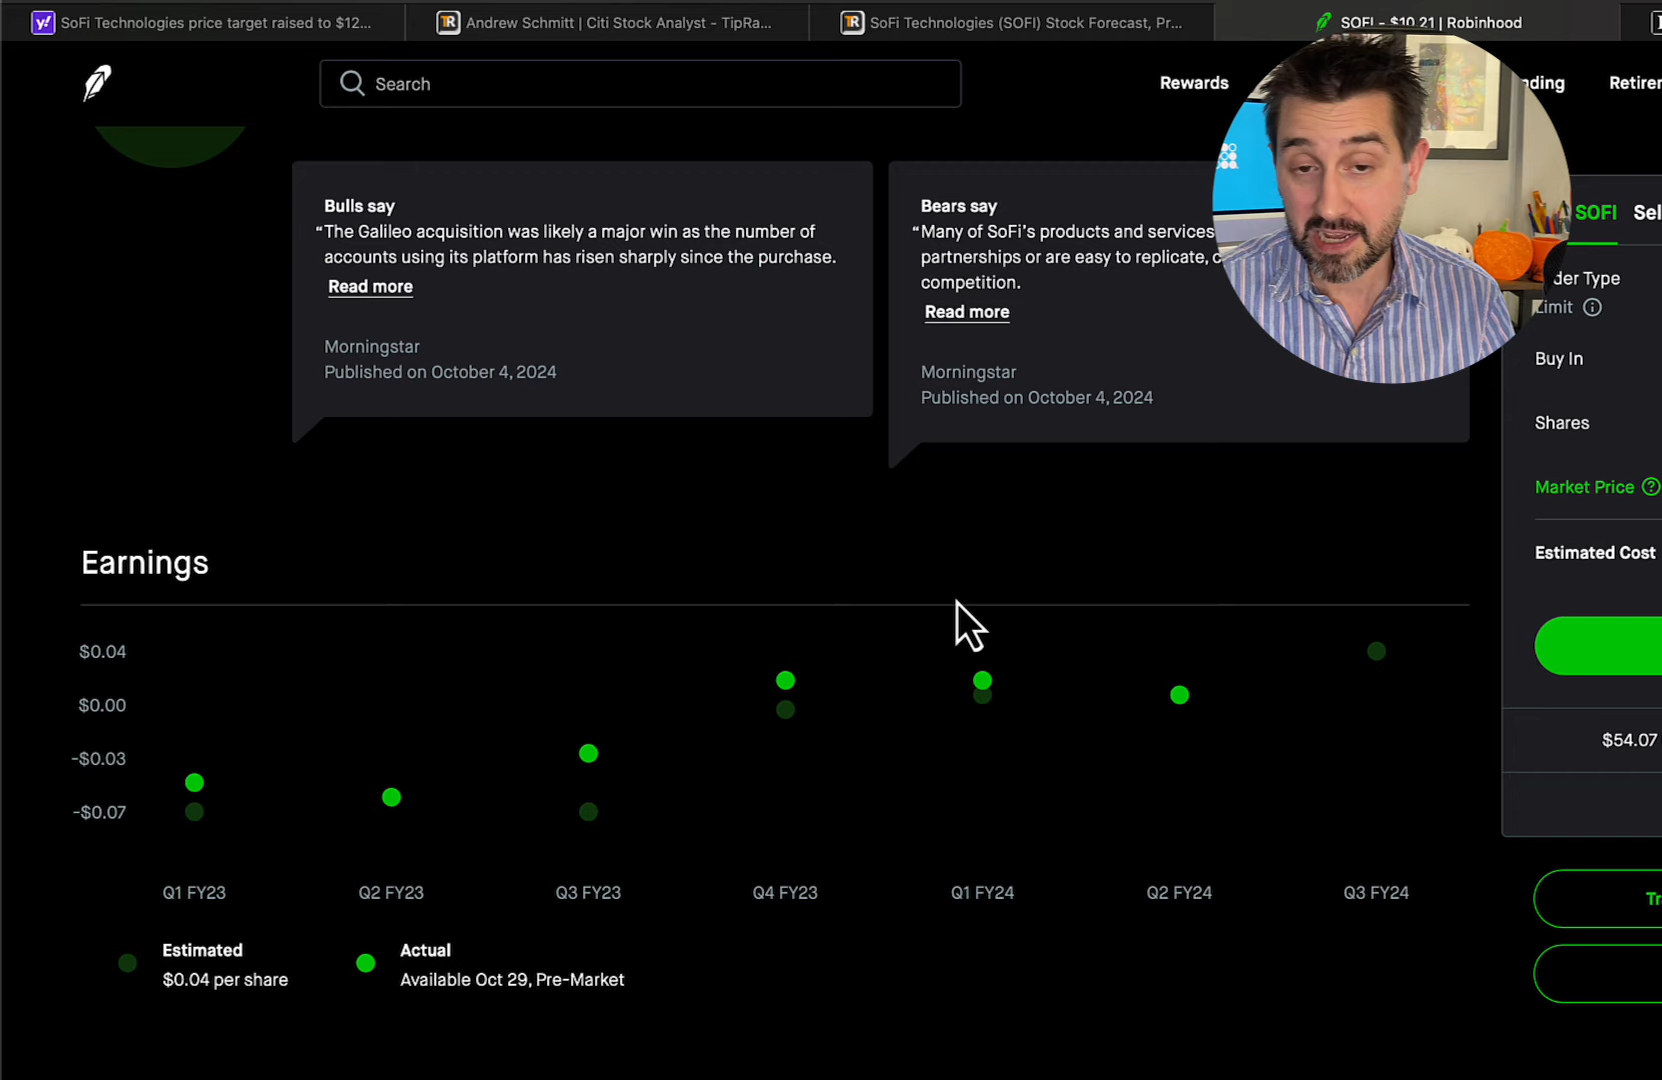 SoFi Technologies price target raised to $12...
TR
Andrew Schmitt | Citi Stock Analyst - TipRa...
TR
SoFi Technologies (SOFI) Stock Forecast, Pr...
SOFI - $10.21 | Robinhood
y!
Search
Rewards
nding
Retirem
Bulls say
“The Galileo acquisition was likely a major win as the number of
accounts using its platform has risen sharply since the purchase.
Read more
Morningstar
Published on October 4, 2024
Bears say
“Many of SoFi’s products and services
partnerships or are easy to replicate, c
competition.
Read more
Morningstar
Published on October 4, 2024
SOFI
Sel
der Type
Limit
Buy In
Shares
Market Price
Estimated Cost
$54.07
Tr
Earnings
$0.04
$0.00
-$0.03
-$0.07
Q1 FY23
Q2 FY23
Q3 FY23
Q4 FY23
Q1 FY24
Q2 FY24
Q3 FY24
Estimated
$0.04 per share
Actual
Available Oct 29, Pre-Market